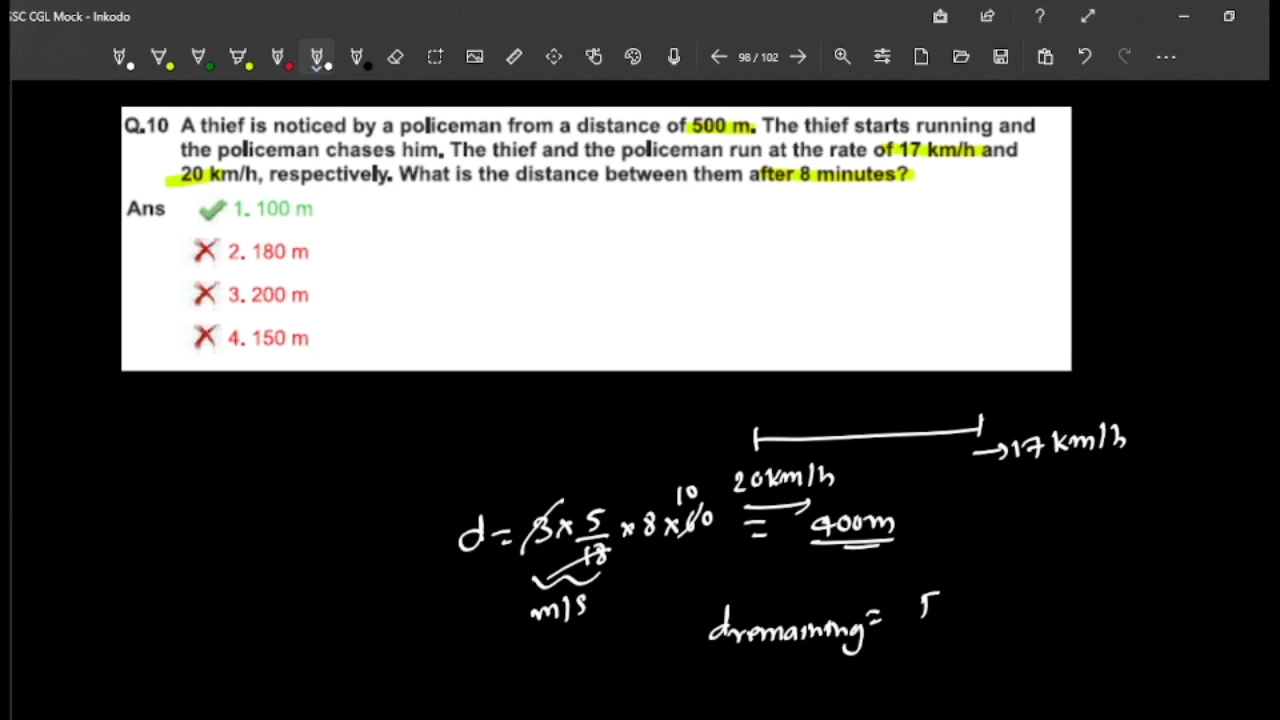 SSC CGL Mock - Inkodo
98 / 102
Q.10 A thief is noticed by a policeman from a distance of 500 m. The thief starts running and
the policeman chases him. The thief and the policeman run at the rate of 17 km/h and
20 km/h, respectively. What is the distance between them after 8 minutes?
Ans 1. 100 m
2. 180 m
3. 200 m
4. 150 m
→17 km/h
20km/h
d = 3 × 5/18 × 8 × 60 = 400m
10
m/s
dremaining = 5